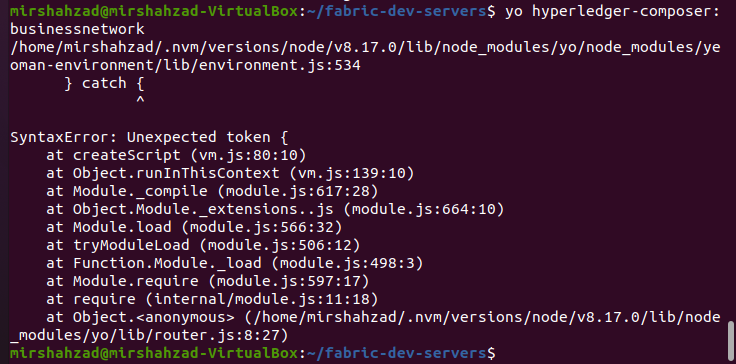 mirshahzad@mirshahzad-VirtualBox:~/fabric-dev-servers$ yo hyperledger-composer:
businessnetwork
/home/mirshahzad/.nvm/versions/node/v8.17.0/lib/node_modules/yo/node_modules/ye
oman-environment/lib/environment.js:534
      } catch {
              ^

SyntaxError: Unexpected token {
    at createScript (vm.js:80:10)
    at Object.runInThisContext (vm.js:139:10)
    at Module._compile (module.js:617:28)
    at Object.Module._extensions..js (module.js:664:10)
    at Module.load (module.js:566:32)
    at tryModuleLoad (module.js:506:12)
    at Function.Module._load (module.js:498:3)
    at Module.require (module.js:597:17)
    at require (internal/module.js:11:18)
    at Object.<anonymous> (/home/mirshahzad/.nvm/versions/node/v8.17.0/lib/node
_modules/yo/lib/router.js:8:27)
mirshahzad@mirshahzad-VirtualBox:~/fabric-dev-servers$